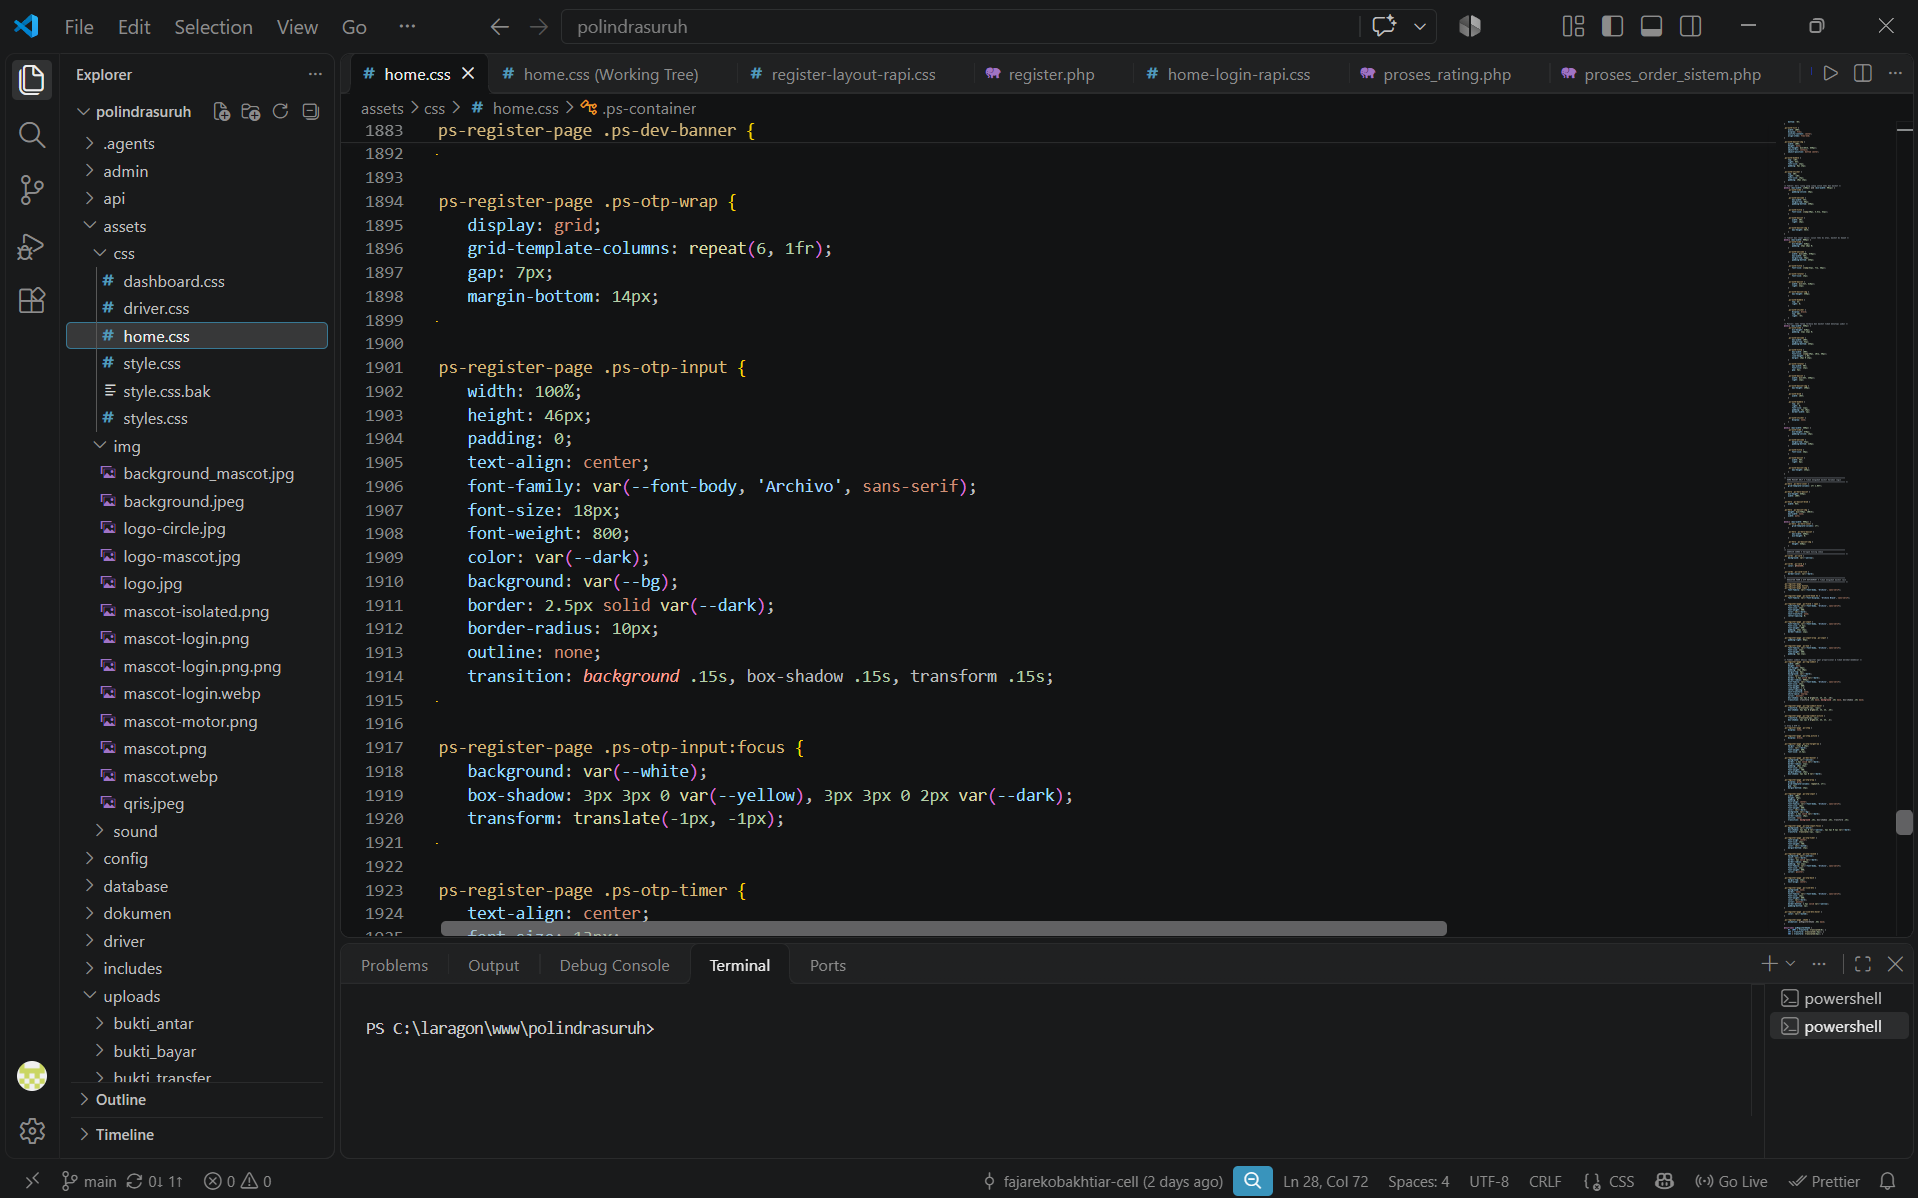 File Edit Selection View Go ··· polindrasuruh
Explorer ···
polindrasuruh
.agents
admin
api
assets
css
# dashboard.css
# driver.css
# home.css
# style.css
style.css.bak
# styles.css
img
background_mascot.jpg
background.jpeg
logo-circle.jpg
logo-mascot.jpg
logo.jpg
mascot-isolated.png
mascot-login.png
mascot-login.png.png
mascot-login.webp
mascot-motor.png
mascot.png
mascot.webp
qris.jpeg
sound
config
database
dokumen
driver
includes
uploads
bukti_antar
bukti_bayar
bukti_transfer
Outline
Timeline
# home.css # home.css (Working Tree) # register-layout-rapi.css register.php # home-login-rapi.css proses_rating.php proses_order_sistem.php ···
assets > css > # home.css > .ps-container
1883 ps-register-page .ps-dev-banner {
1892
1893
1894 ps-register-page .ps-otp-wrap {
1895 display: grid;
1896 grid-template-columns: repeat(6, 1fr);
1897 gap: 7px;
1898 margin-bottom: 14px;
1899
1900
1901 ps-register-page .ps-otp-input {
1902 width: 100%;
1903 height: 46px;
1904 padding: 0;
1905 text-align: center;
1906 font-family: var(--font-body, 'Archivo', sans-serif);
1907 font-size: 18px;
1908 font-weight: 800;
1909 color: var(--dark);
1910 background: var(--bg);
1911 border: 2.5px solid var(--dark);
1912 border-radius: 10px;
1913 outline: none;
1914 transition: background .15s, box-shadow .15s, transform .15s;
1915
1916
1917 ps-register-page .ps-otp-input:focus {
1918 background: var(--white);
1919 box-shadow: 3px 3px 0 var(--yellow), 3px 3px 0 2px var(--dark);
1920 transform: translate(-1px, -1px);
1921
1922
1923 ps-register-page .ps-otp-timer {
1924 text-align: center;
1925 font-size: 13px;
Problems Output Debug Console Terminal Ports
PS C:\laragon\www\polindrasuruh>
powershell
powershell
main 0↓ 1↑ 0 0 fajarekobakhtiar-cell (2 days ago) Ln 28, Col 72 Spaces: 4 UTF-8 CRLF CSS Go Live Prettier